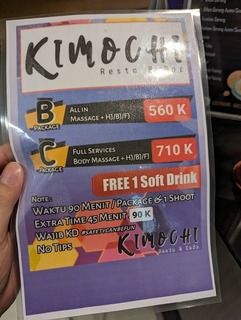 KIMOCHI
B
PACKAGE
ALL IN
MASSAGE + HJ/BJ/FJ
560 K
C
PACKAGE
FULL SERVICES
BODY MASSAGE + HJ/BJ/FJ
710 K
FREE 1 Soft Drink
NOTE:
WAKTU 90 MENIT / PACKAGE & 1 SHOOT
EXTRA TIME 45 MENIT 90 K
WAJIB KD #SAFETYCANBEFUN
NO TIPS
KIMOCHI